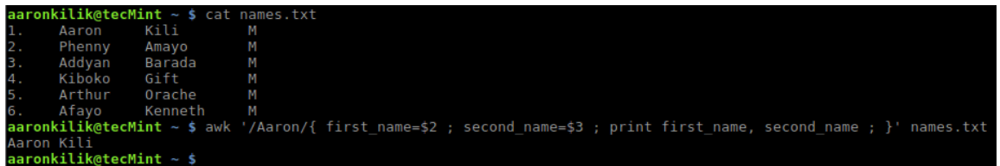 aaronkilik@tecMint ~ $ cat names.txt
1. Aaron Kili M
2. Phenny Amayo M
3. Addyan Barada M
4. Kiboko Gift M
5. Arthur Orache M
6. Afayo Kenneth M
aaronkilik@tecMint ~ $ awk '/Aaron/{ first_name=$2 ; second_name=$3 ; print first_name, second_name ; }' names.txt
Aaron Kili
aaronkilik@tecMint ~ $